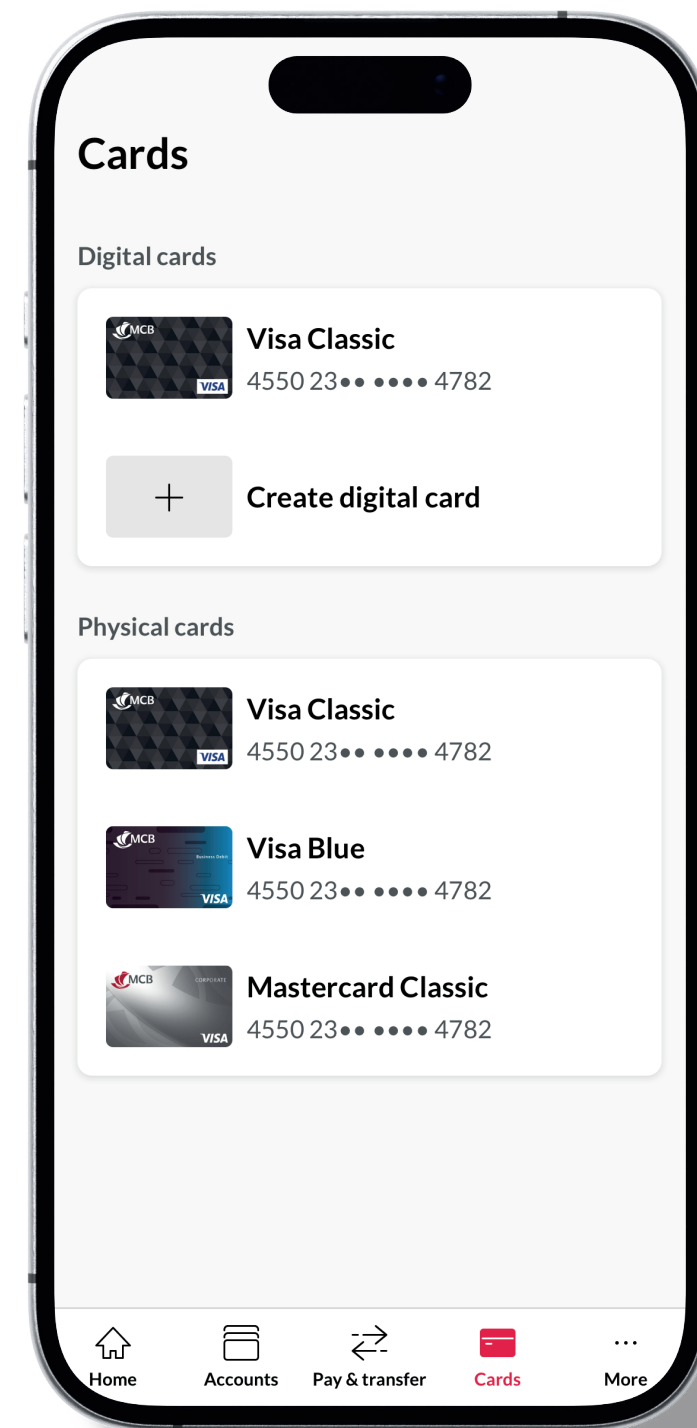 Cards
Digital cards
MCB
VISA
Visa Classic
4550 23•• •••• 4782
+
Create digital card
Physical cards
MCB
VISA
Visa Classic
4550 23•• •••• 4782
MCB
Business Debit
VISA
Visa Blue
4550 23•• •••• 4782
MCB
CORPORATE
VISA
Mastercard Classic
4550 23•• •••• 4782
Home
Accounts
Pay & transfer
Cards
More